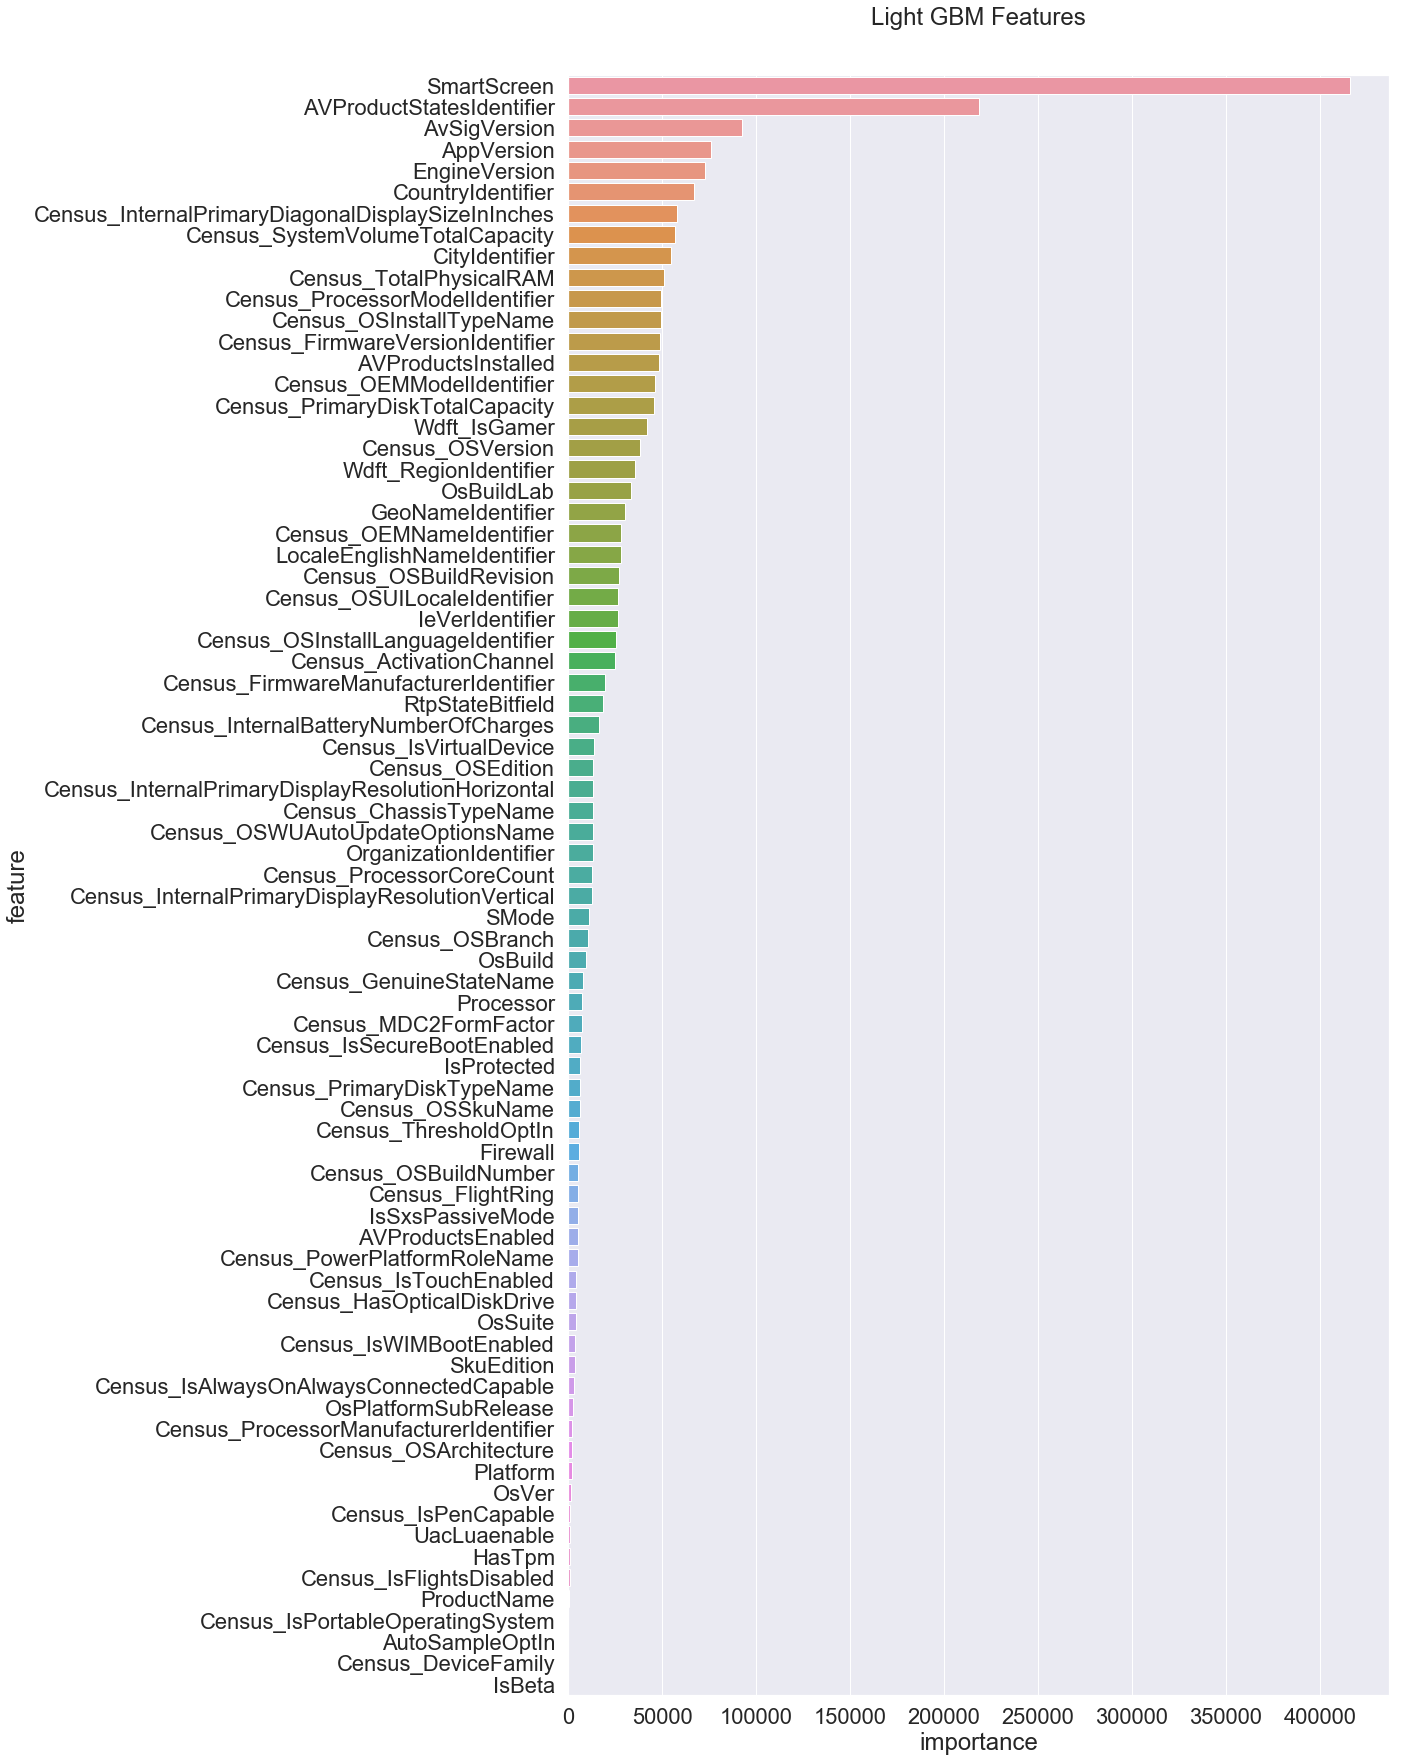 Light GBM Features
SmartScreen
AVProductStatesIdentifier
AvSigVersion
AppVersion
EngineVersion
CountryIdentifier
Census_InternalPrimaryDiagonalDisplaySizeInInches
Census_SystemVolumeTotalCapacity
CityIdentifier
Census_TotalPhysicalRAM
Census_ProcessorModelIdentifier
Census_OSInstallTypeName
Census_FirmwareVersionIdentifier
AVProductsInstalled
Census_OEMModelIdentifier
Census_PrimaryDiskTotalCapacity
Wdft_IsGamer
Census_OSVersion
Wdft_RegionIdentifier
OsBuildLab
GeoNameIdentifier
Census_OEMNameIdentifier
LocaleEnglishNameIdentifier
Census_OSBuildRevision
Census_OSUILocaleIdentifier
IeVerIdentifier
Census_OSInstallLanguageIdentifier
Census_ActivationChannel
Census_FirmwareManufacturerIdentifier
RtpStateBitfield
Census_InternalBatteryNumberOfCharges
Census_IsVirtualDevice
Census_OSEdition
Census_InternalPrimaryDisplayResolutionHorizontal
Census_ChassisTypeName
Census_OSWUAutoUpdateOptionsName
OrganizationIdentifier
Census_ProcessorCoreCount
Census_InternalPrimaryDisplayResolutionVertical
SMode
Census_OSBranch
OsBuild
Census_GenuineStateName
Processor
Census_MDC2FormFactor
Census_IsSecureBootEnabled
IsProtected
Census_PrimaryDiskTypeName
Census_OSSkuName
Census_ThresholdOptIn
Firewall
Census_OSBuildNumber
Census_FlightRing
IsSxsPassiveMode
AVProductsEnabled
Census_PowerPlatformRoleName
Census_IsTouchEnabled
Census_HasOpticalDiskDrive
OsSuite
Census_IsWIMBootEnabled
SkuEdition
Census_IsAlwaysOnAlwaysConnectedCapable
OsPlatformSubRelease
Census_ProcessorManufacturerIdentifier
Census_OSArchitecture
Platform
OsVer
Census_IsPenCapable
UacLuaenable
HasTpm
Census_IsFlightsDisabled
ProductName
Census_IsPortableOperatingSystem
AutoSampleOptIn
Census_DeviceFamily
IsBeta
feature
0 50000 100000 150000 200000 250000 300000 350000 400000
importance